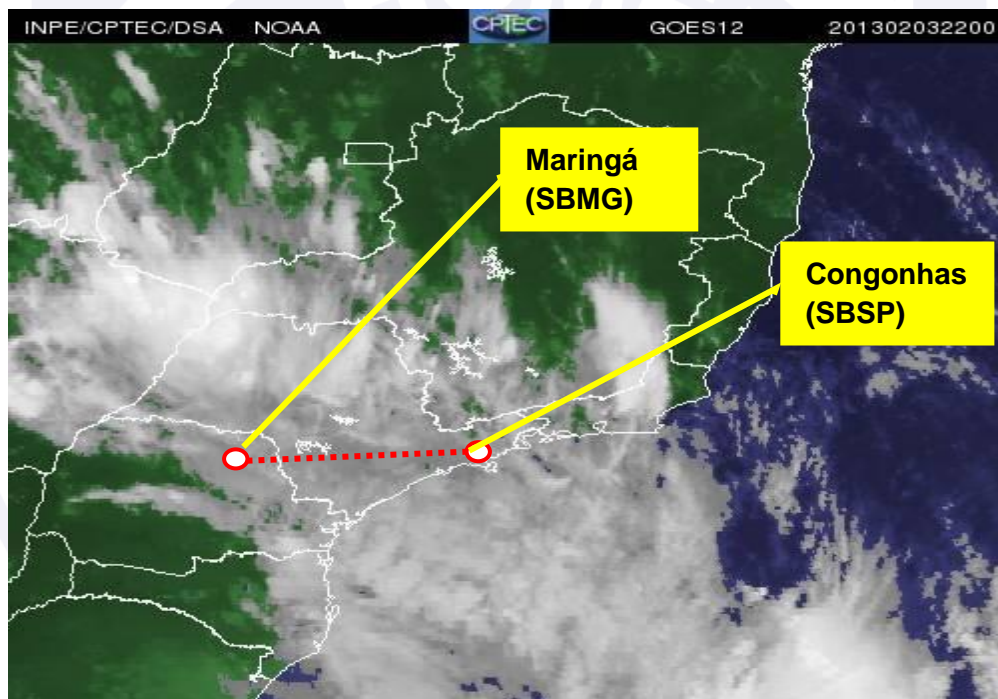 INPE/CPTEC/DSA NOAA CPTEC GOES12 201302032200
Maringá
(SBMG)
Congonhas
(SBSP)